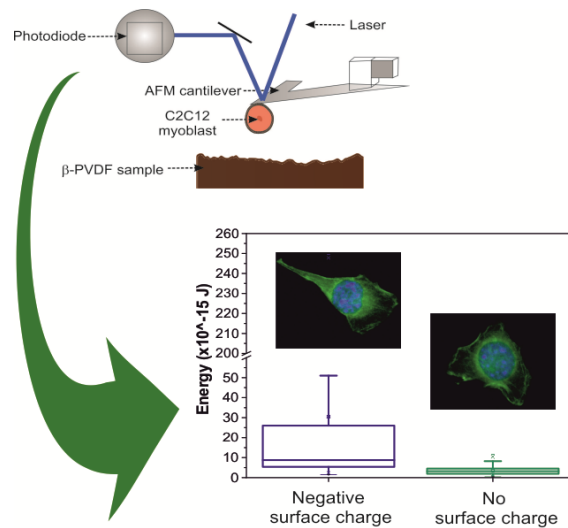 Photodiode
Laser
AFM cantilever
C2C12
myoblast
β-PVDF sample
Energy (x10^-15 J)
260
250
240
230
220
210
200
50
40
30
20
10
0
Negative
surface charge
No
surface charge